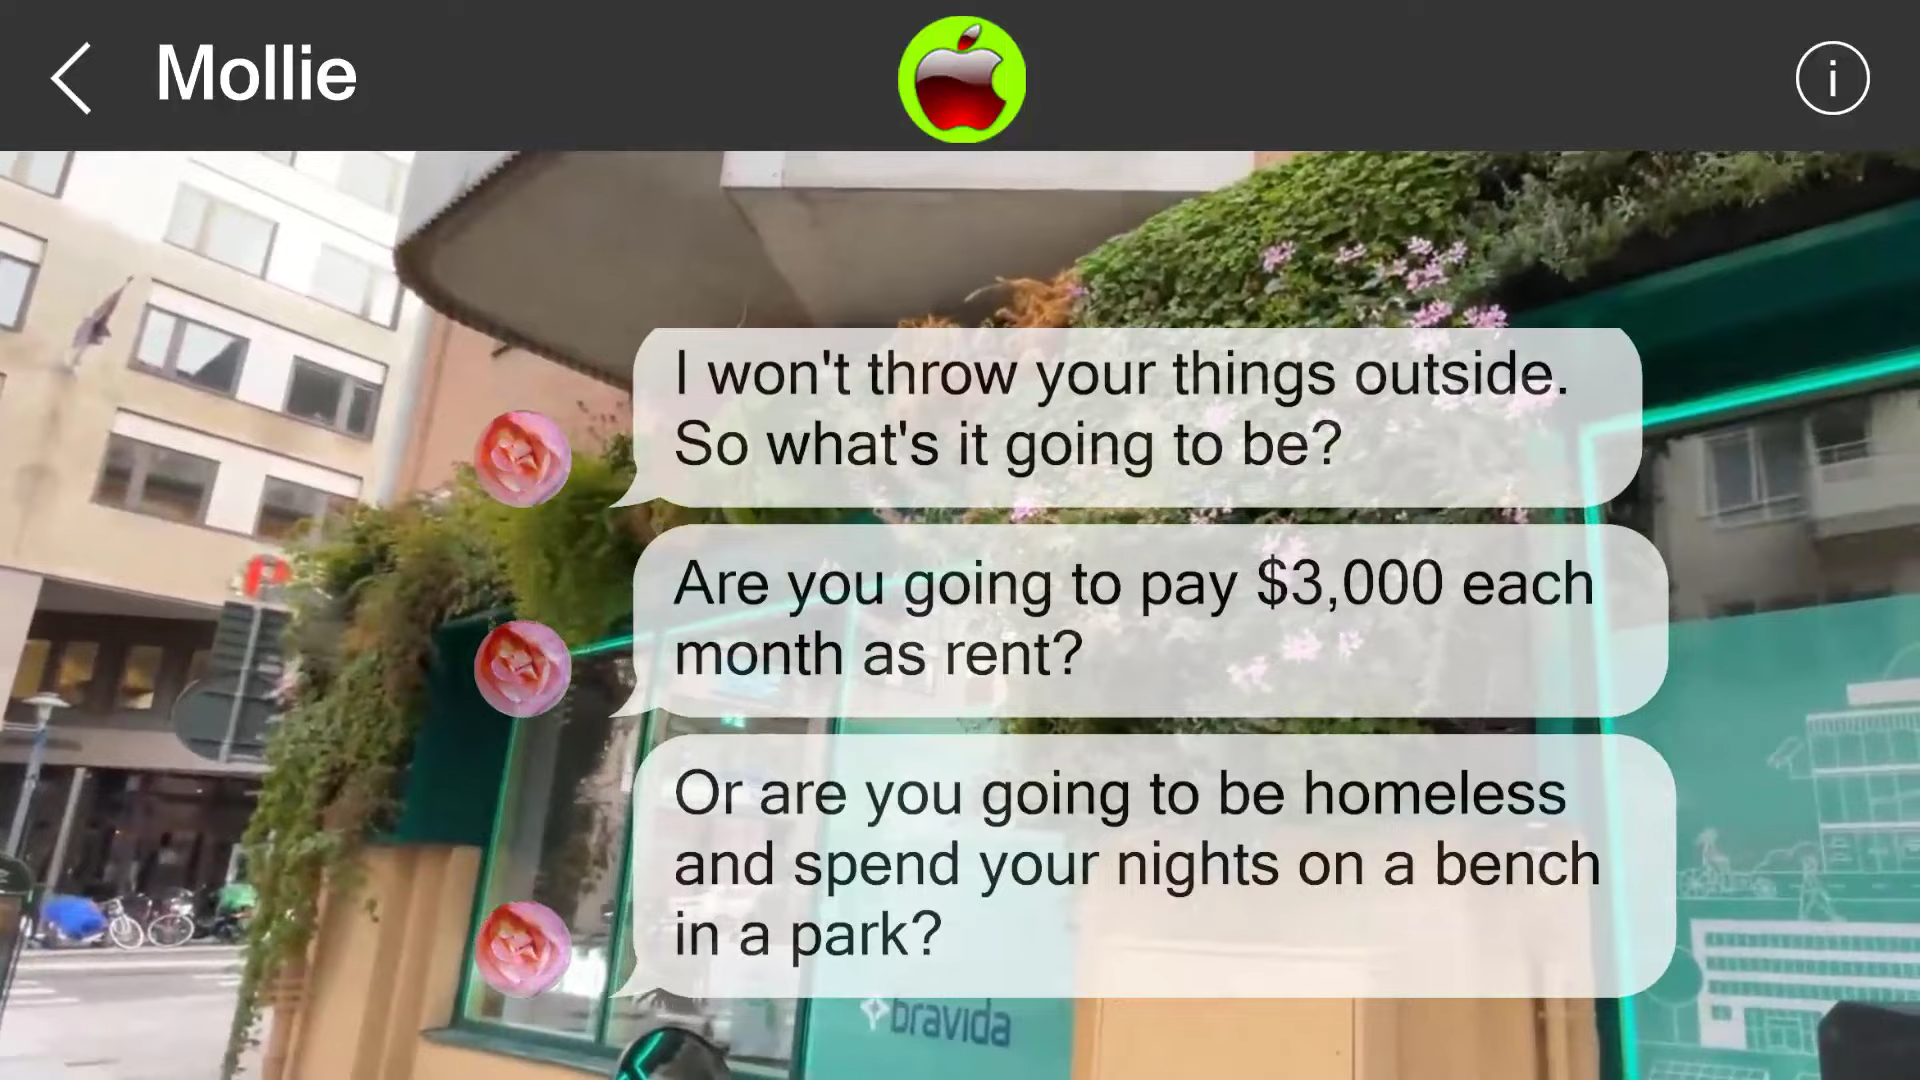 Mollie
I won't throw your things outside.
So what's it going to be?
Are you going to pay $3,000 each
month as rent?
Or are you going to be homeless
and spend your nights on a bench
in a park?
bravida